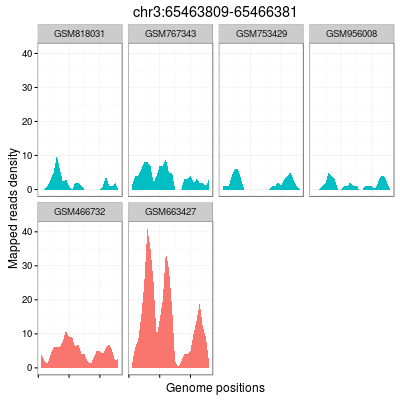 chr3:65463809-65466381
GSM818031 GSM767343 GSM753429 GSM956008
40
30
20
10
0
GSM466732 GSM663427
40
30
20
10
0
Mapped reads density
Genome positions